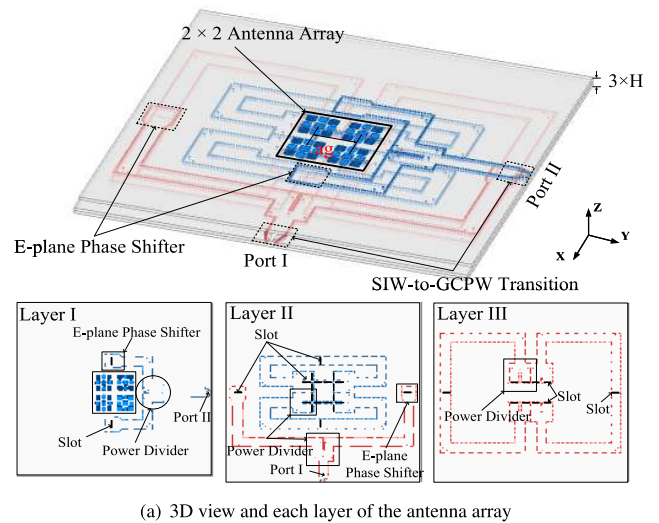 2 × 2 Antenna Array
3×H
ag
E-plane Phase Shifter
Port I
Port II
SIW-to-GCPW Transition
Z
Y
X
Layer I
E-plane Phase Shifter
Port II
Slot
Power Divider
Layer II
Slot
Power Divider
Port I
E-plane
Phase Shifter
Layer III
Slot
Slot
Power Divider
(a) 3D view and each layer of the antenna array